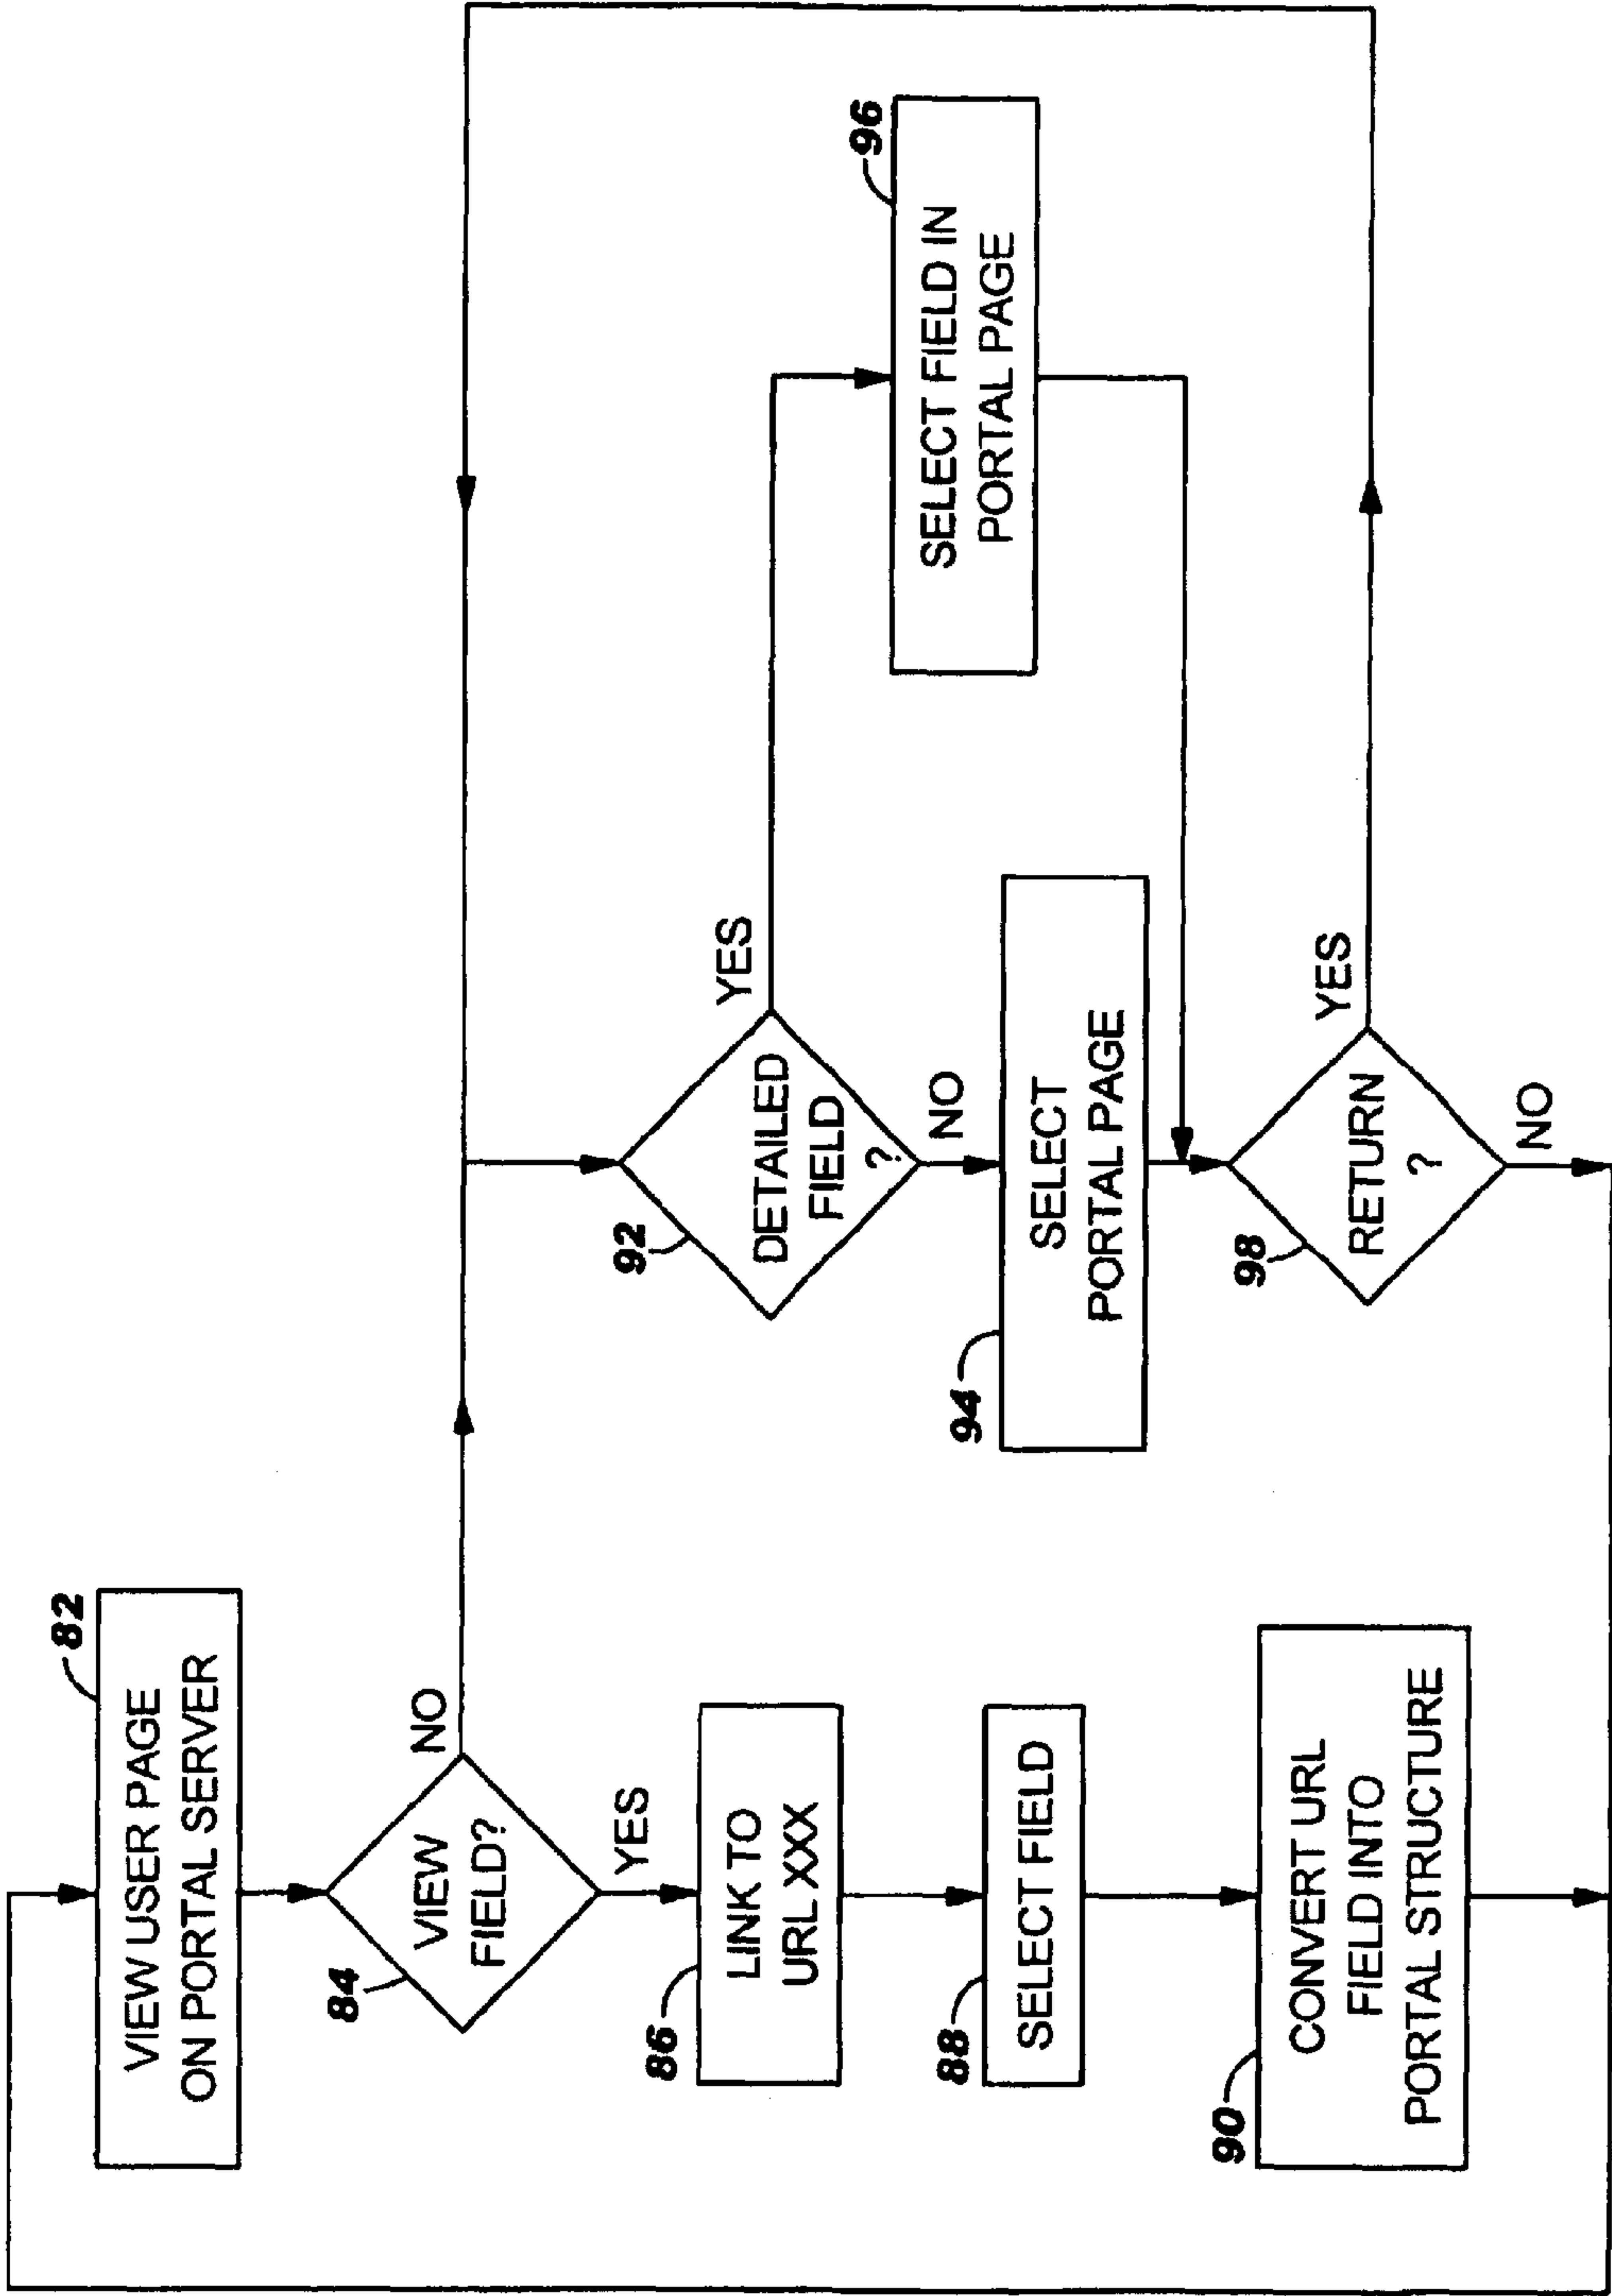 82
VIEW USER PAGE
ON PORTAL SERVER
84
VIEW
FIELD?
NO
YES
86
LINK TO
URL XXX
88
SELECT FIELD
90
CONVERT URL
FIELD INTO
PORTAL STRUCTURE
92
DETAILED
FIELD
?
YES
NO
94
SELECT
PORTAL PAGE
96
SELECT FIELD IN
PORTAL PAGE
98
RETURN
?
YES
NO